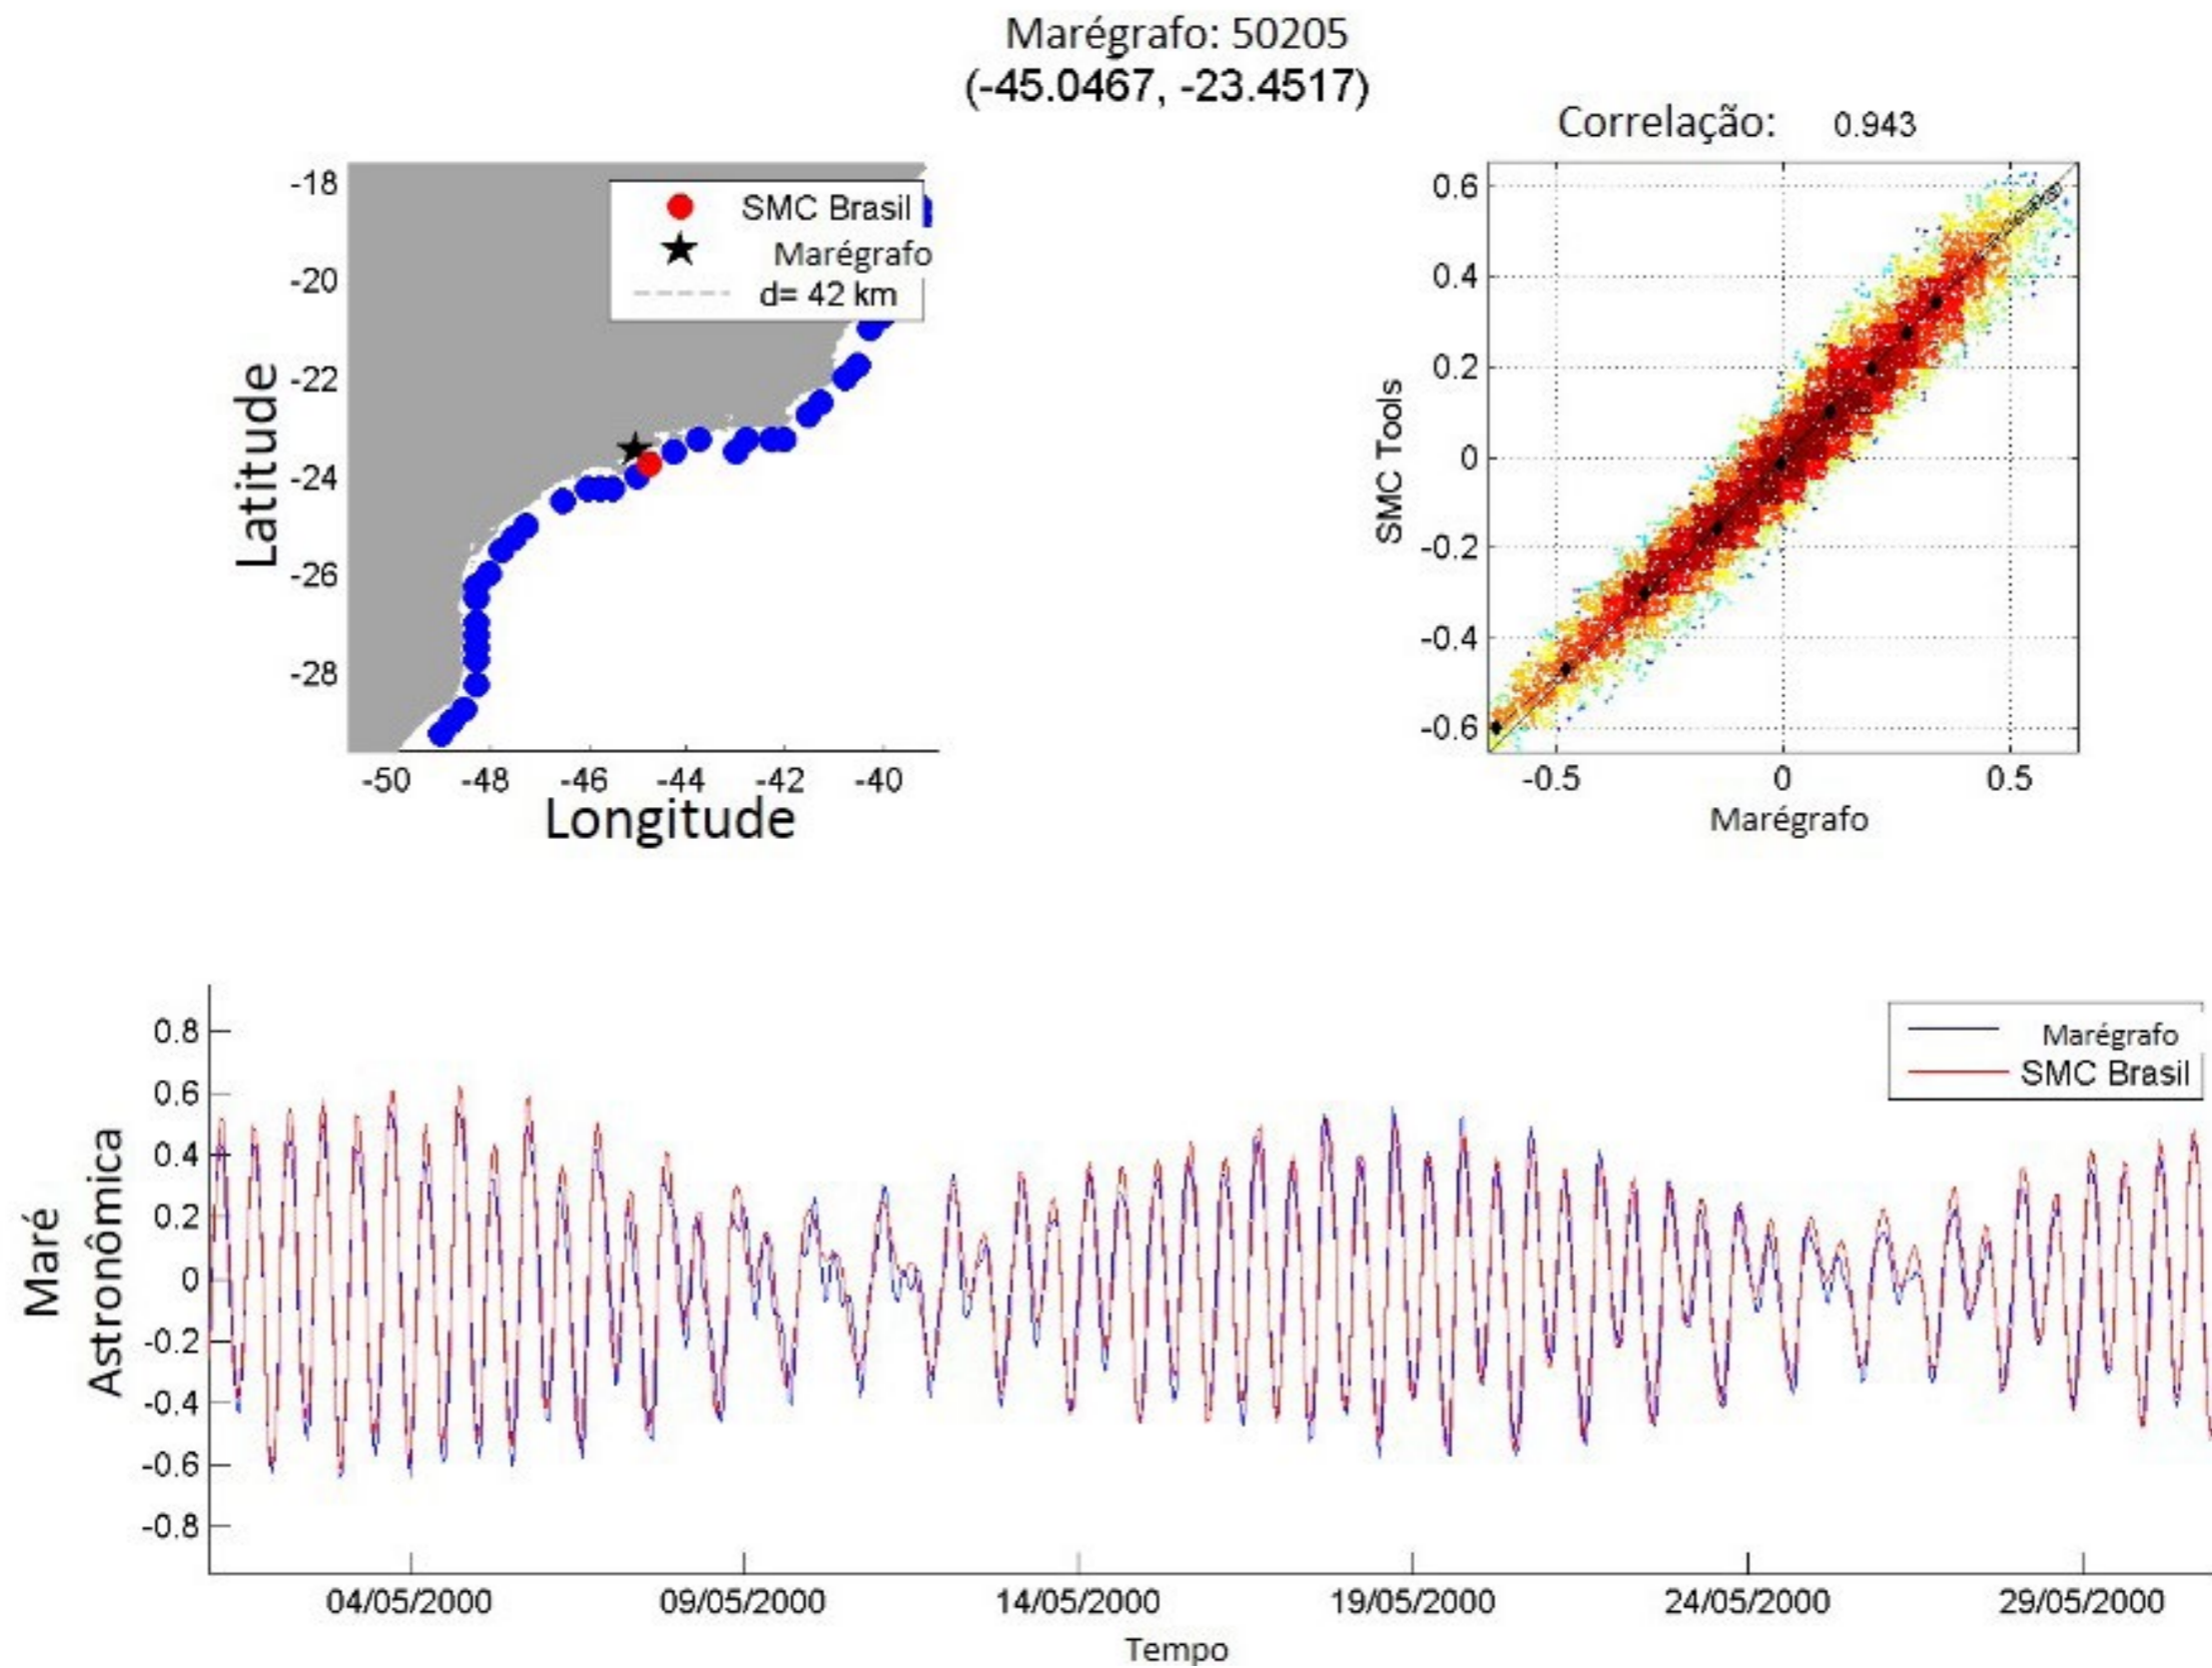 Marégrafo: 50205
(-45.0467, -23.4517)
Correlação: 0.943
SMC Brasil
Marégrafo
d= 42 km
-18
-20
-22
-24
-26
-28
Latitude
-50 -48 -46 -44 -42 -40
Longitude
0.6
0.4
0.2
0
-0.2
-0.4
-0.6
SMC Tools
-0.5 0 0.5
Marégrafo
Marégrafo
SMC Brasil
0.8
0.6
0.4
0.2
0
-0.2
-0.4
-0.6
-0.8
Maré
Astronômica
04/05/2000 09/05/2000 14/05/2000 19/05/2000 24/05/2000 29/05/2000
Tempo